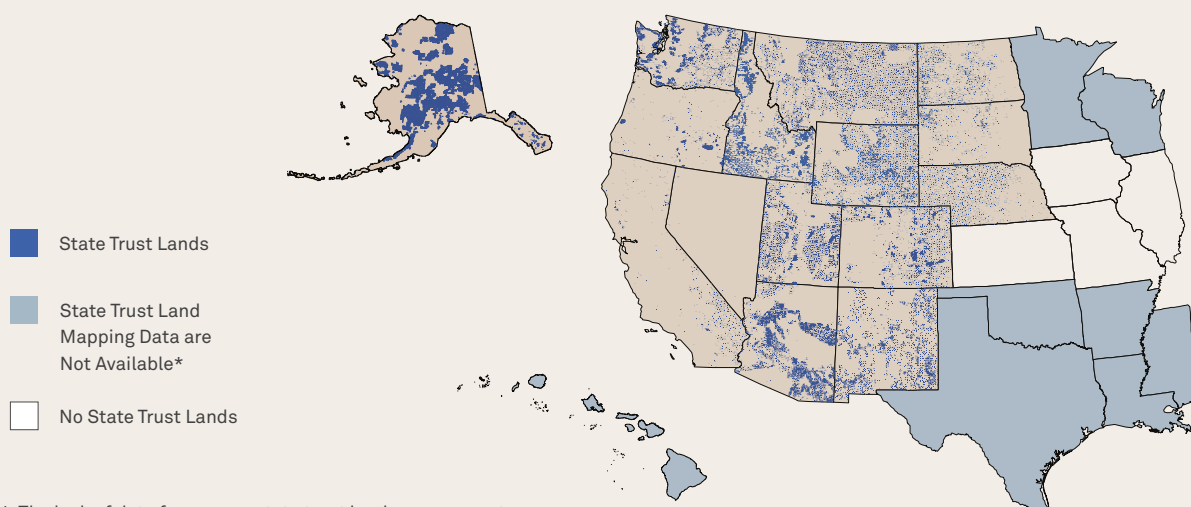 State Trust Lands
State Trust Land
Mapping Data are
Not Available*
No State Trust Lands